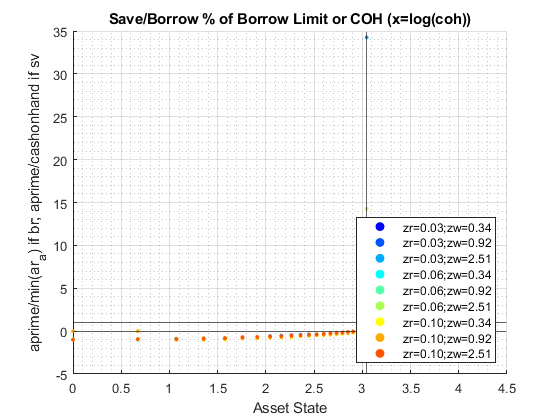 Save/Borrow % of Borrow Limit or COH (x=log(coh))
aprime/min(ar_a) if br; aprime/cashonhand if sv
35
30
25
20
15
10
5
0
-5
zr=0.03;zw=0.34
zr=0.03;zw=0.92
zr=0.03;zw=2.51
zr=0.06;zw=0.34
zr=0.06;zw=0.92
zr=0.06;zw=2.51
zr=0.10;zw=0.34
zr=0.10;zw=0.92
zr=0.10;zw=2.51
0 0.5 1 1.5 2 2.5 3 3.5 4 4.5
Asset State